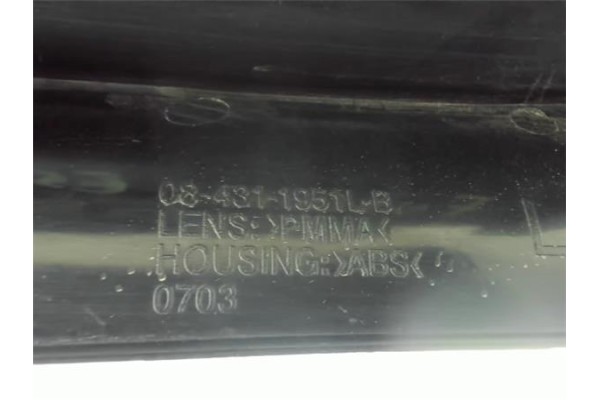 08-431-1951L-B
LENS:>PMMA<
HOUSING:>ABS<
0703
L